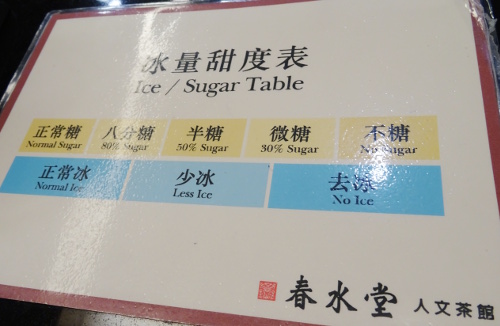 冰量甜度表
Ice / Sugar Table
正常糖 八分糖 半糖 微糖 不糖
Normal Sugar 80% Sugar 50% Sugar 30% Sugar No Sugar
正常冰 少冰 去冰
Normal Ice Less Ice No Ice
春水堂 人文茶館